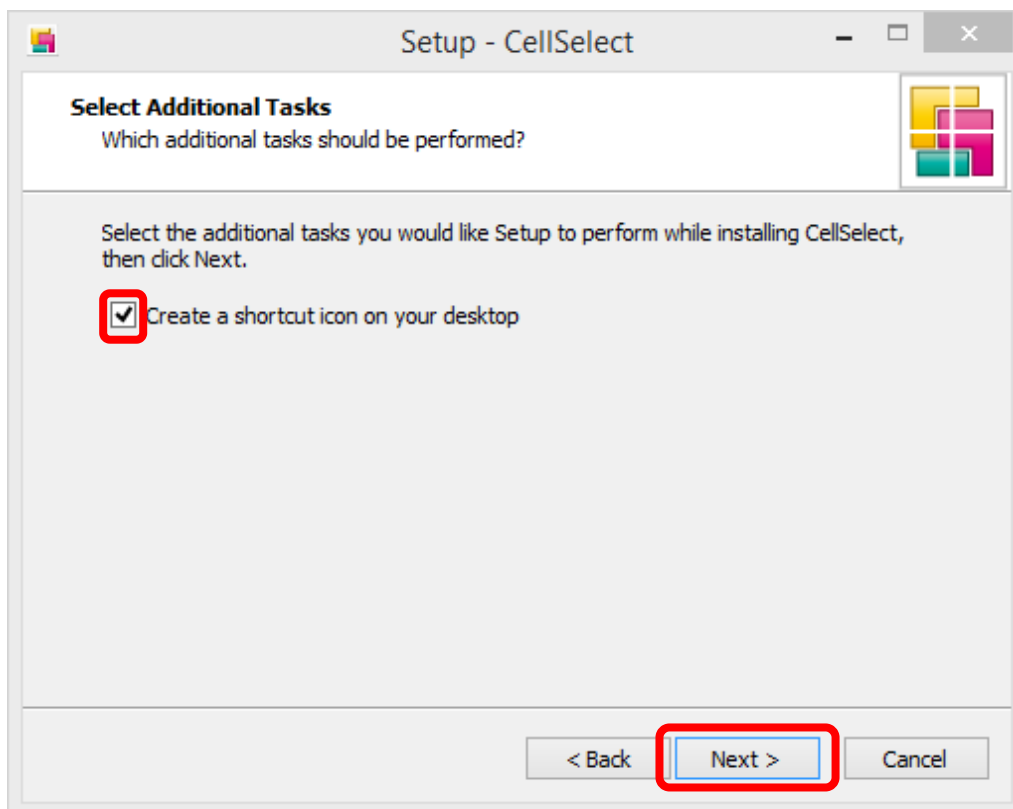 Setup - CellSelect
Select Additional Tasks
Which additional tasks should be performed?
Select the additional tasks you would like Setup to perform while installing CellSelect,
then click Next.
Create a shortcut icon on your desktop
< Back Next > Cancel